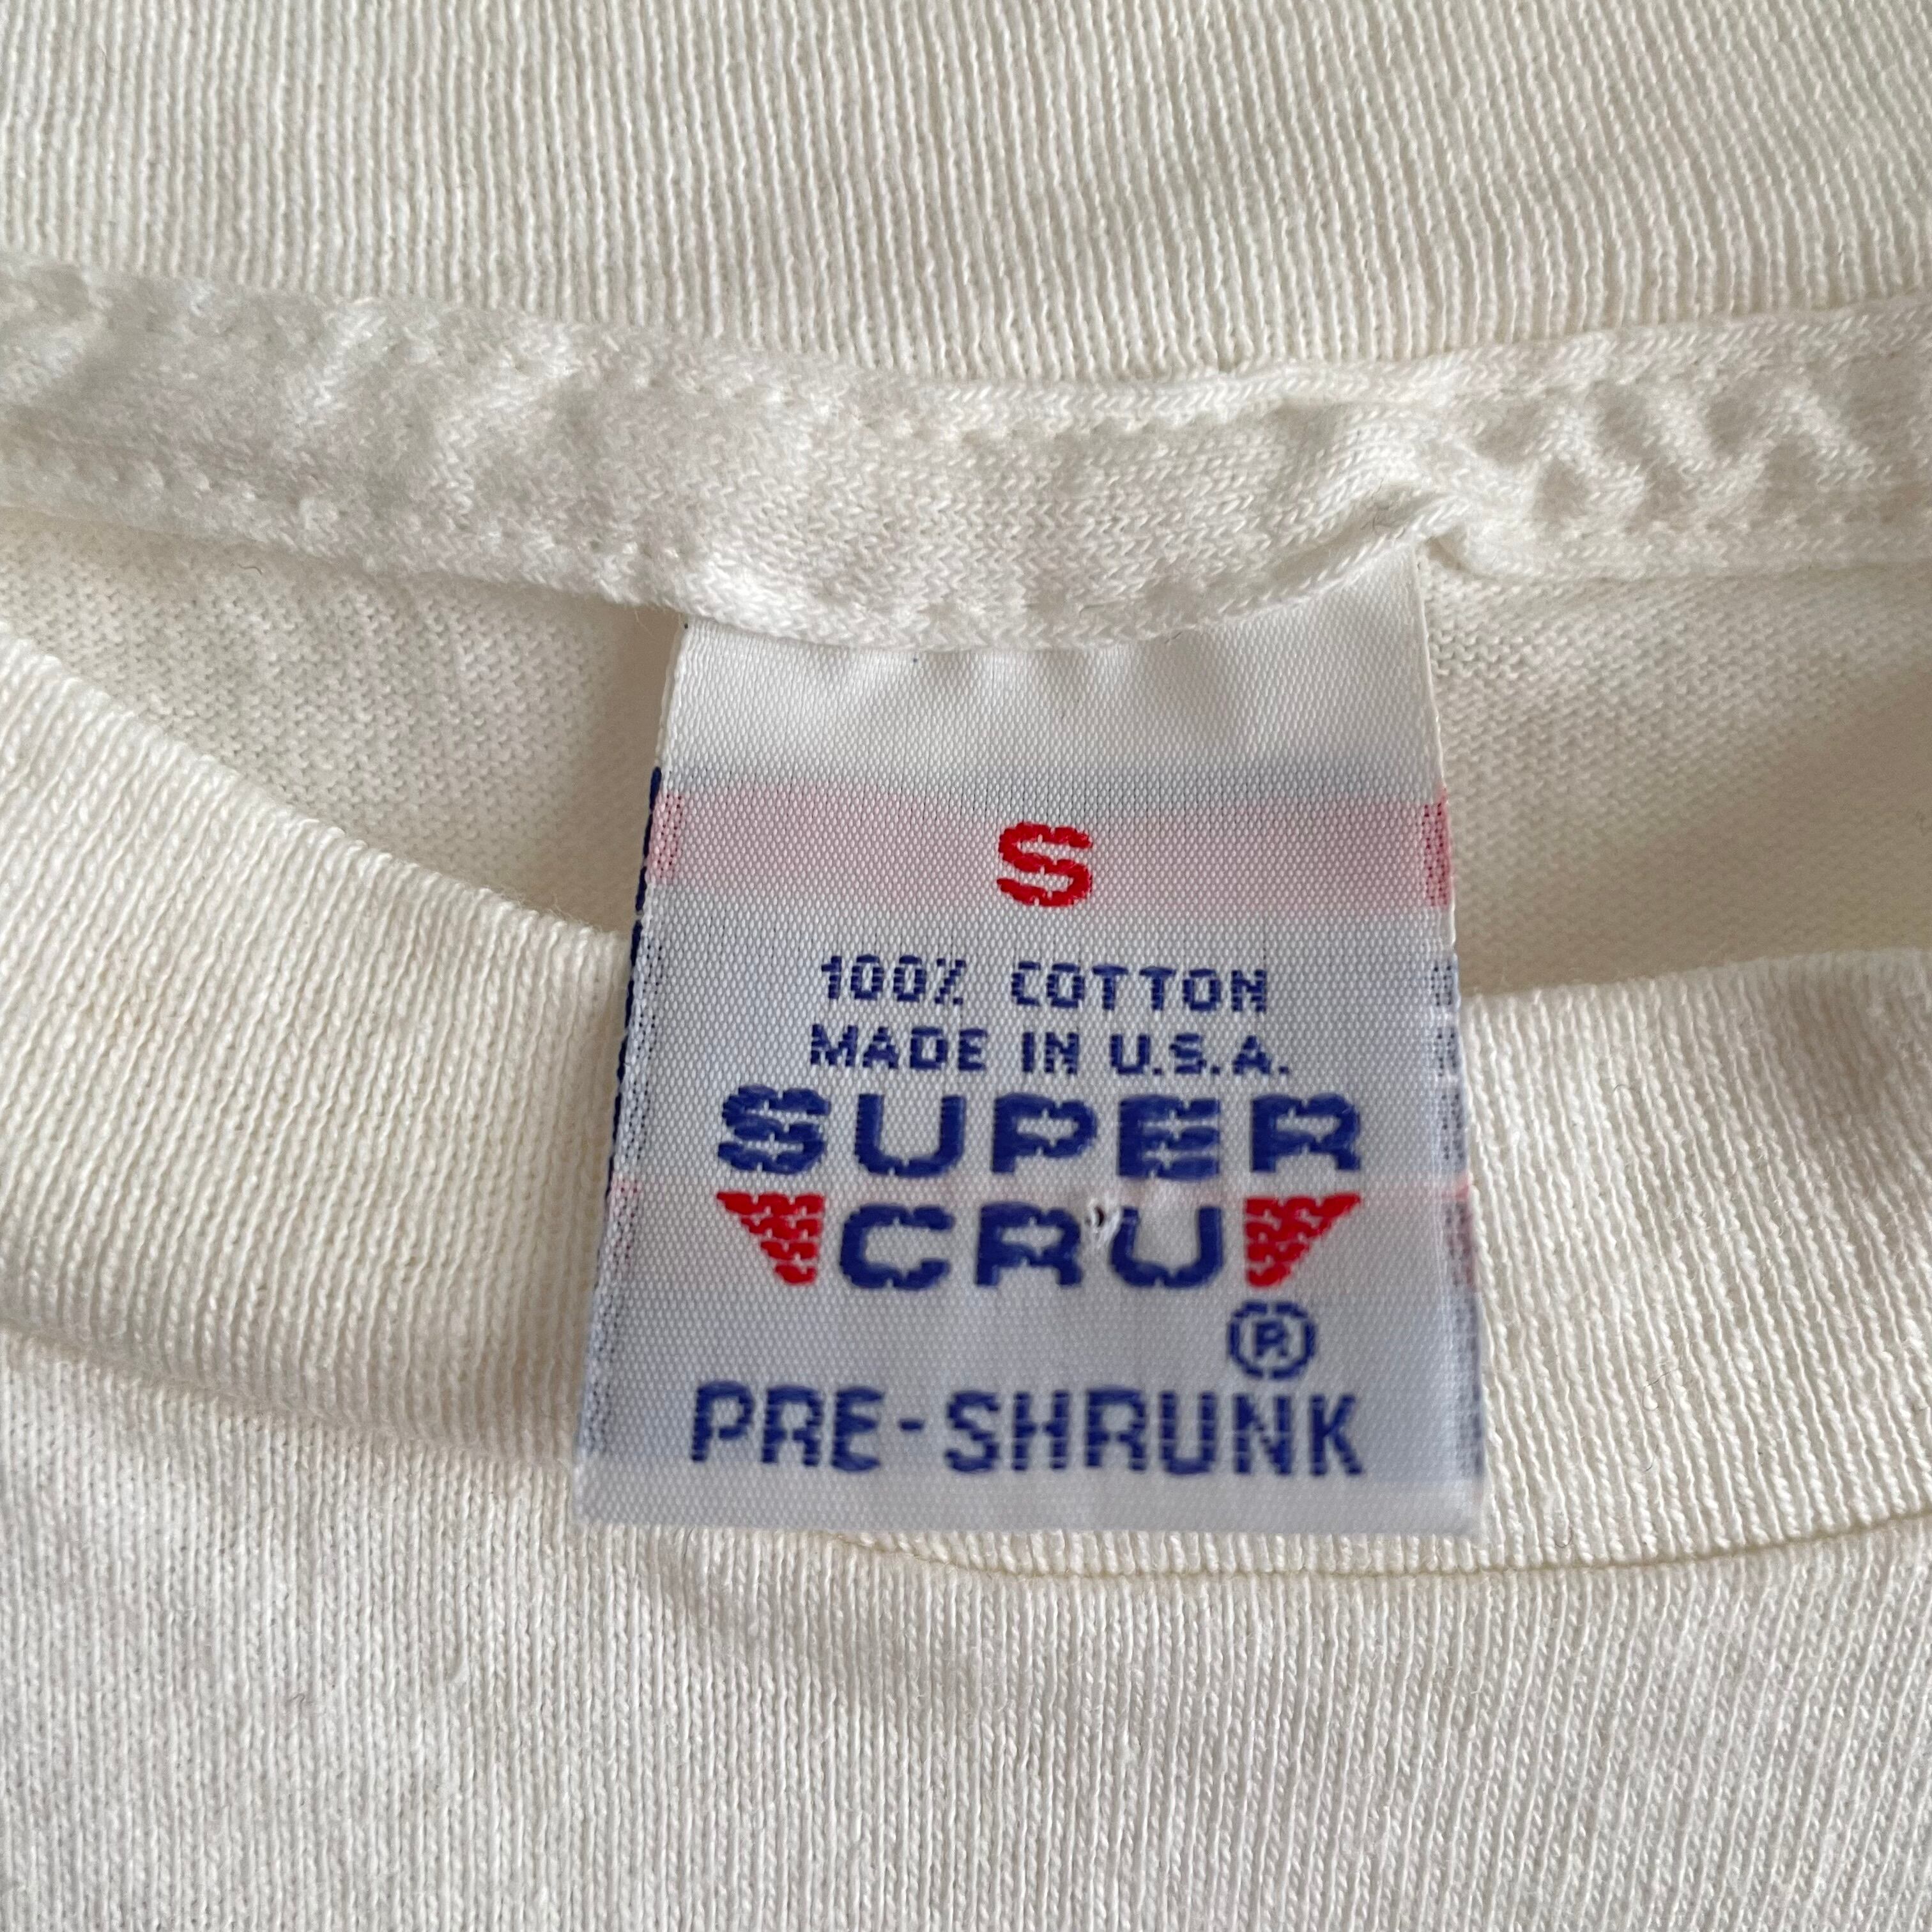 S
100% COTTON
MADE IN U.S.A.
SUPER
CRU
®
PRE-SHRUNK